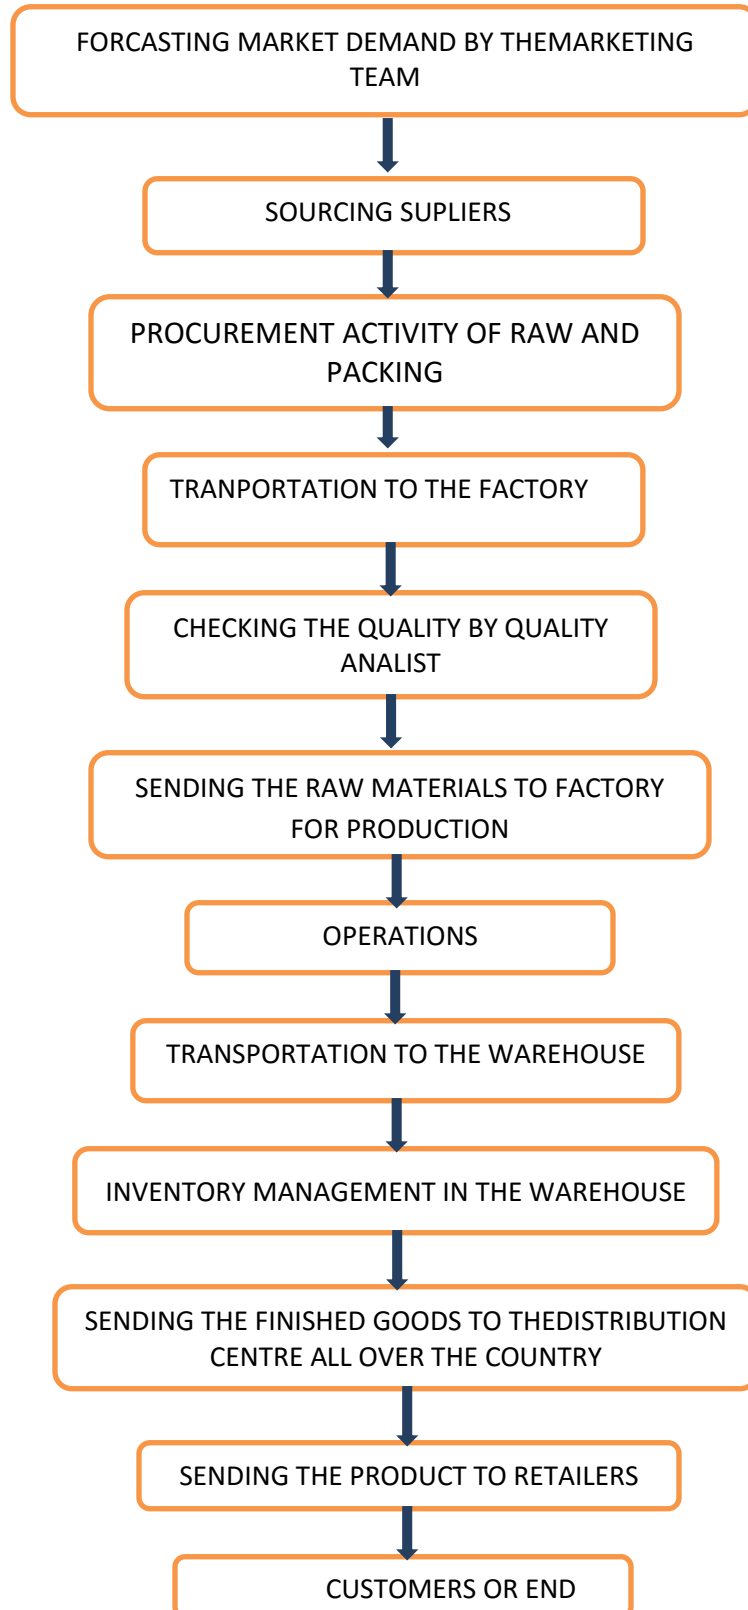 FORCASTING MARKET DEMAND BY THEMARKETING
TEAM
SOURCING SUPLIERS
PROCUREMENT ACTIVITY OF RAW AND
PACKING
TRANPORTATION TO THE FACTORY
CHECKING THE QUALITY BY QUALITY
ANALIST
SENDING THE RAW MATERIALS TO FACTORY
FOR PRODUCTION
OPERATIONS
TRANSPORTATION TO THE WAREHOUSE
INVENTORY MANAGEMENT IN THE WAREHOUSE
SENDING THE FINISHED GOODS TO THEDISTRIBUTION
CENTRE ALL OVER THE COUNTRY
SENDING THE PRODUCT TO RETAILERS
CUSTOMERS OR END